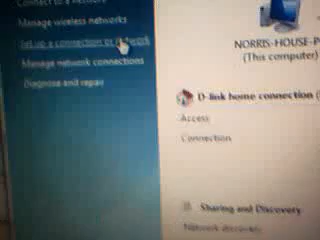 Connect to a network
Manage wireless networks
Set up a connection or network
Manage network connections
Diagnose and repair
NORRIS-HOUSE-P
(This computer)
D-link home connection (
Access
Connection
Sharing and Discovery
Network discovery